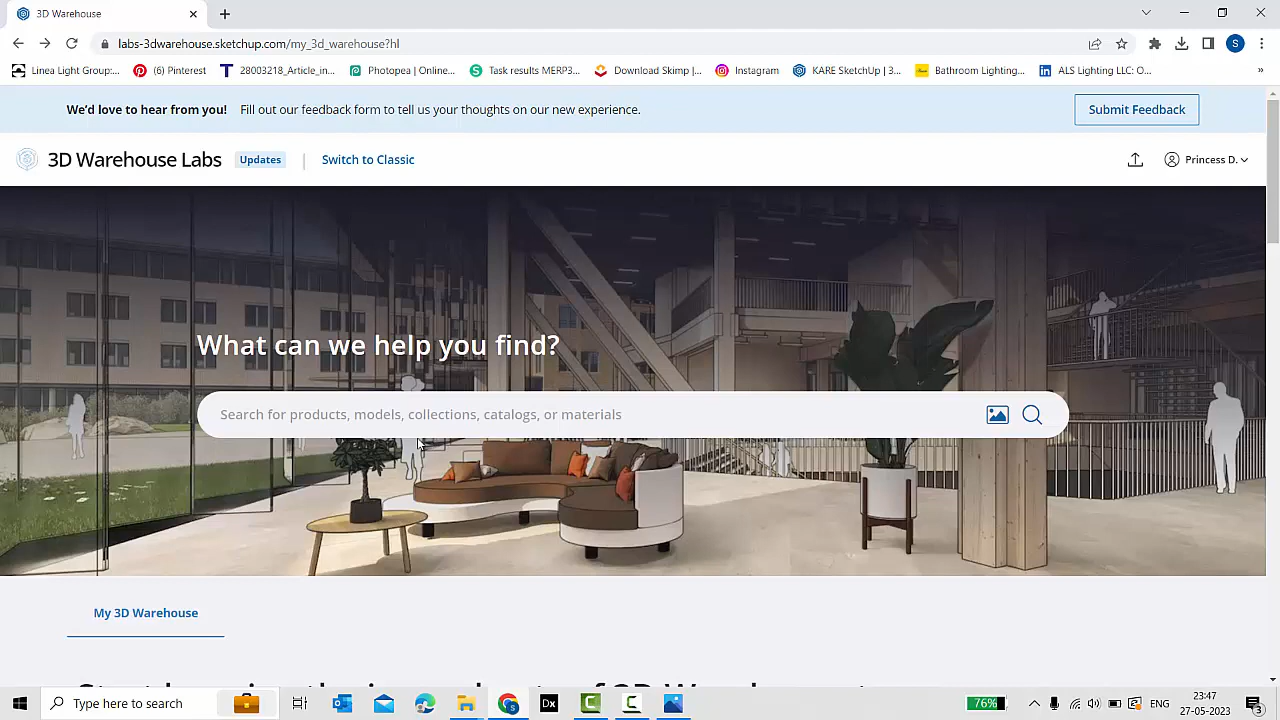 3D Warehouse
labs-3dwarehouse.sketchup.com/my_3d_warehouse?hl
S
Linea Light Group:...
(6) Pinterest
28003218_Article_in...
Photopea | Online...
Task results MERP3...
Download Skimp |...
Instagram
KARE SketchUp | 3...
Bathroom Lighting...
ALS Lighting LLC: O...
»
We'd love to hear from you! Fill out our feedback form to tell us your thoughts on our new experience.
Submit Feedback
3D Warehouse Labs
Updates
Switch to Classic
Princess D.
What can we help you find?
Search for products, models, collections, catalogs, or materials
My 3D Warehouse
Type here to search
Dx
76%
ENG
23:47
27-05-2023
3